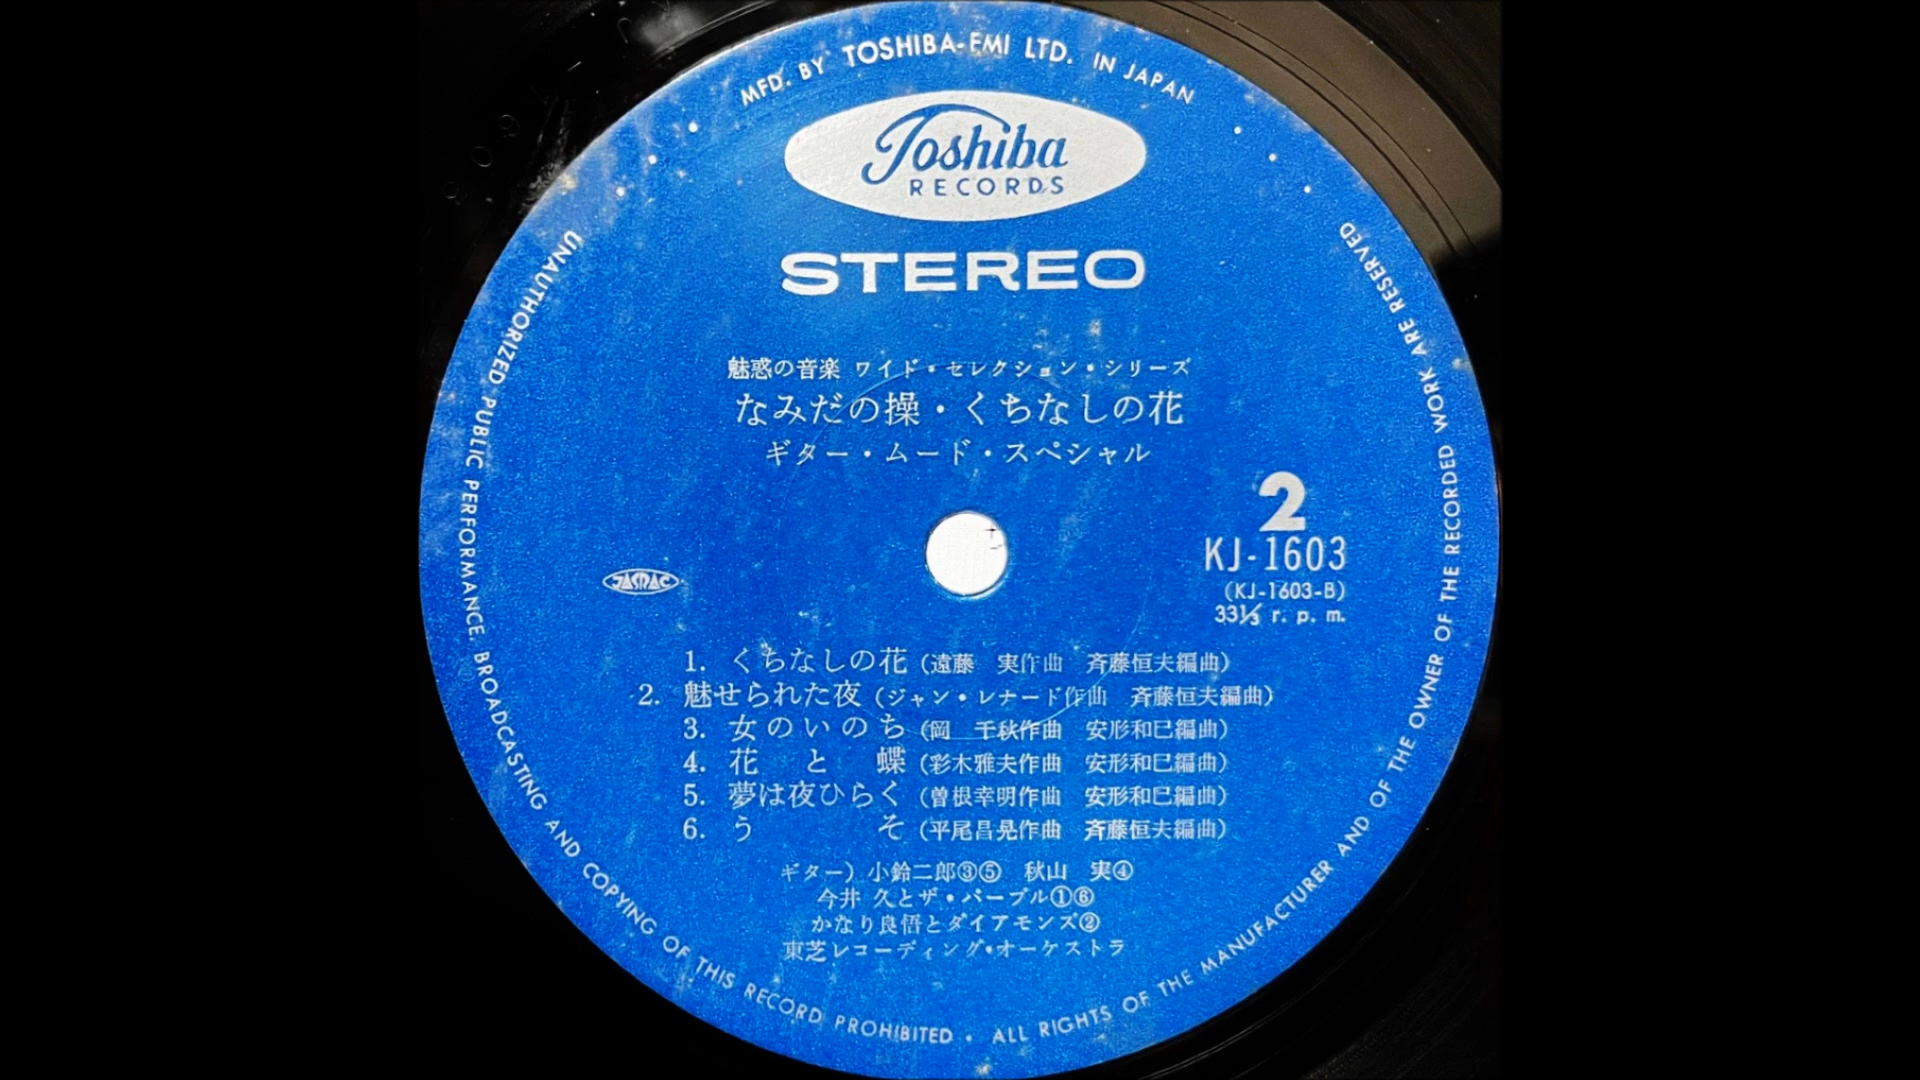 MFD. BY TOSHIBA-EMI LTD. IN JAPAN
Toshiba
RECORDS
STEREO
魅惑の音楽 ワイド・セレクション・シリーズ
なみだの操・くちなしの花
ギター・ムード・スペシャル
2
KJ-1603
(KJ-1603-B)
33⅓ r. p. m.
JASRAC
1. くちなしの花 (遠藤 実作曲 斉藤恒夫編曲)
2. 魅せられた夜 (ジャン・レナード作曲 斉藤恒夫編曲)
3. 女のいのち (岡 千秋作曲 安形和巳編曲)
4. 花と蝶 (彩木雅夫作曲 安形和巳編曲)
5. 夢は夜ひらく (曽根幸明作曲 安形和巳編曲)
6. うそ (平尾昌晃作曲 斉藤恒夫編曲)
ギター) 小鈴二郎③⑤ 秋山 実④
今井 久とザ・パープル①⑥
かなり良悟とダイアモンズ②
東芝レコーディング・オーケストラ
UNAUTHORIZED PUBLIC PERFORMANCE. BROADCASTING AND COPYING OF THIS RECORD PROHIBITED • ALL RIGHTS OF THE MANUFACTURER AND OF THE OWNER OF THE RECORDED WORK ARE RESERVED